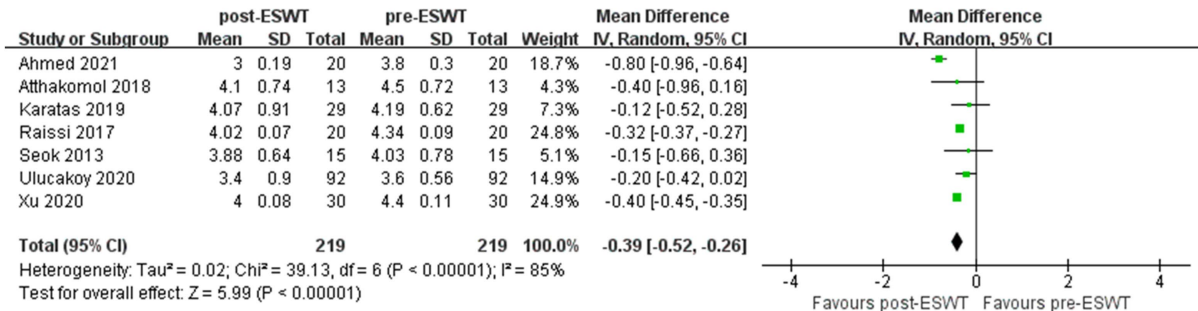 post-ESWT pre-ESWT Mean Difference Mean Difference
Study or Subgroup Mean SD Total Mean SD Total Weight IV, Random, 95% CI IV, Random, 95% CI
Ahmed 2021 3 0.19 20 3.8 0.3 20 18.7% -0.80 [-0.96, -0.64]
Atthakomol 2018 4.1 0.74 13 4.5 0.72 13 4.3% -0.40 [-0.96, 0.16]
Karatas 2019 4.07 0.91 29 4.19 0.62 29 7.3% -0.12 [-0.52, 0.28]
Raissi 2017 4.02 0.07 20 4.34 0.09 20 24.8% -0.32 [-0.37, -0.27]
Seok 2013 3.88 0.64 15 4.03 0.78 15 5.1% -0.15 [-0.66, 0.36]
Ulucakoy 2020 3.4 0.9 92 3.6 0.56 92 14.9% -0.20 [-0.42, 0.02]
Xu 2020 4 0.08 30 4.4 0.11 30 24.9% -0.40 [-0.45, -0.35]
Total (95% CI) 219 219 100.0% -0.39 [-0.52, -0.26]
Heterogeneity: Tau² = 0.02; Chi² = 39.13, df = 6 (P < 0.00001); I² = 85%
Test for overall effect: Z = 5.99 (P < 0.00001)
-4 -2 0 2 4
Favours post-ESWT Favours pre-ESWT